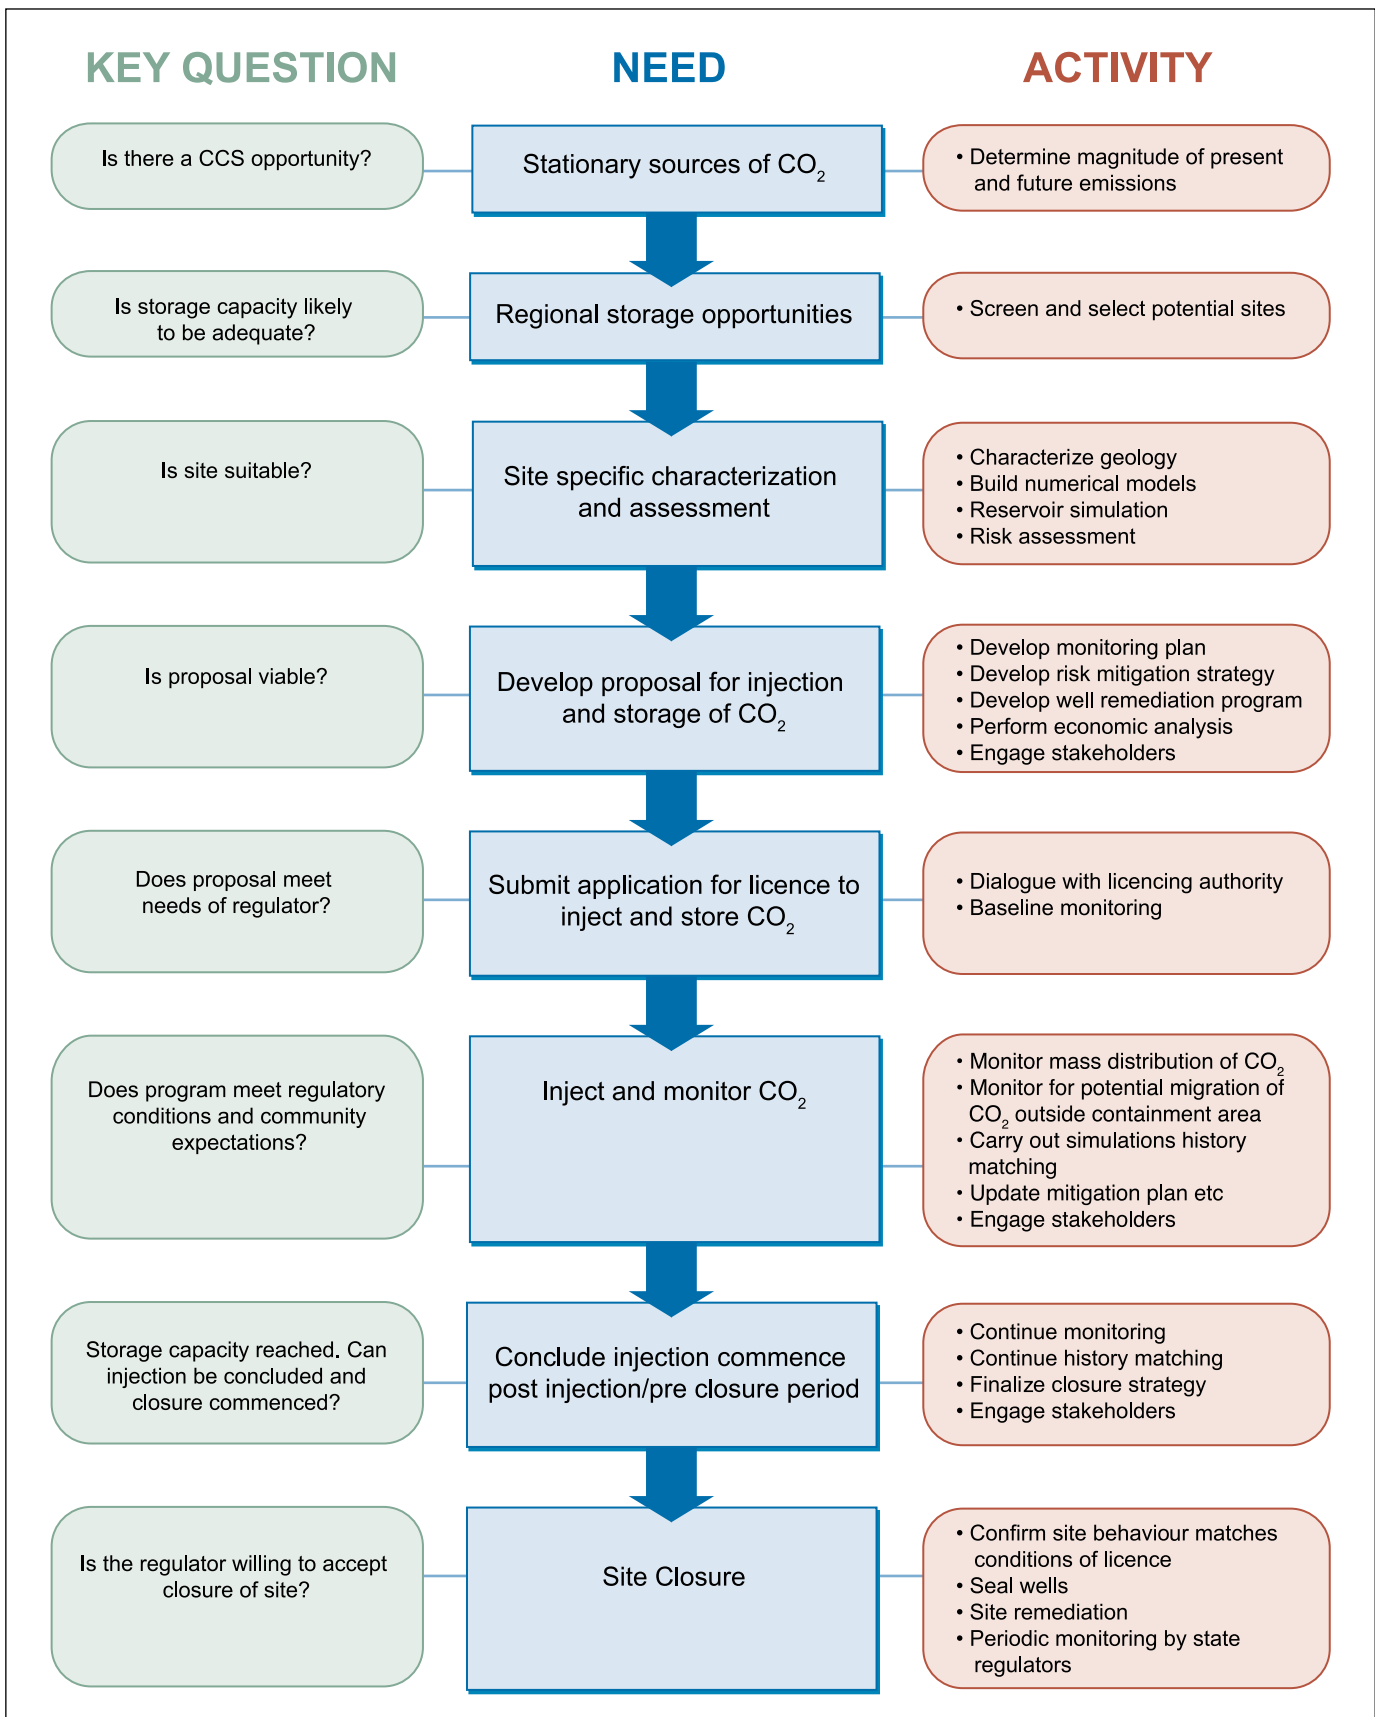 KEY QUESTION
NEED
ACTIVITY
Is there a CCS opportunity?
Stationary sources of CO2
• Determine magnitude of present
and future emissions
Is storage capacity likely
to be adequate?
Regional storage opportunities
• Screen and select potential sites
Is site suitable?
Site specific characterization
and assessment
• Characterize geology
• Build numerical models
• Reservoir simulation
• Risk assessment
Is proposal viable?
Develop proposal for injection
and storage of CO2
• Develop monitoring plan
• Develop risk mitigation strategy
• Develop well remediation program
• Perform economic analysis
• Engage stakeholders
Does proposal meet
needs of regulator?
Submit application for licence to
inject and store CO2
• Dialogue with licencing authority
• Baseline monitoring
Does program meet regulatory
conditions and community
expectations?
Inject and monitor CO2
• Monitor mass distribution of CO2
• Monitor for potential migration of
CO2 outside containment area
• Carry out simulations history
matching
• Update mitigation plan etc
• Engage stakeholders
Storage capacity reached. Can
injection be concluded and
closure commenced?
Conclude injection commence
post injection/pre closure period
• Continue monitoring
• Continue history matching
• Finalize closure strategy
• Engage stakeholders
Is the regulator willing to accept
closure of site?
Site Closure
• Confirm site behaviour matches
conditions of licence
• Seal wells
• Site remediation
• Periodic monitoring by state
regulators